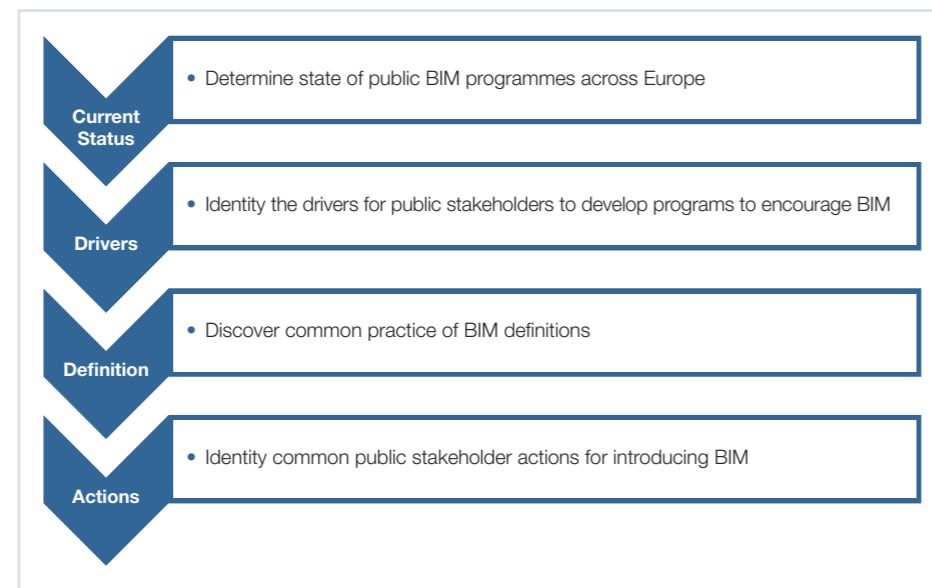 Current
Status
• Determine state of public BIM programmes across Europe
Drivers
• Identity the drivers for public stakeholders to develop programs to encourage BIM
Definition
• Discover common practice of BIM definitions
Actions
• Identity common public stakeholder actions for introducing BIM